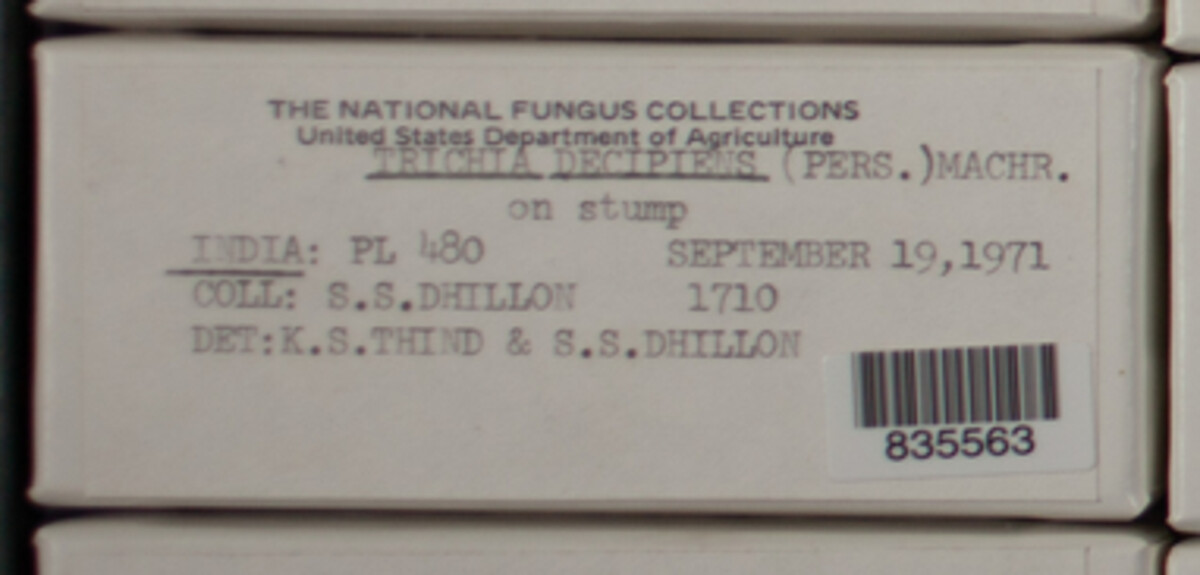 THE NATIONAL FUNGUS COLLECTIONS
United States Department of Agriculture
TRICHIA DECIPIENS (PERS.)MACHR.
on stump
INDIA: PL 480 SEPTEMBER 19,1971
COLL: S.S.DHILLON 1710
DET:K.S.THIND & S.S.DHILLON
835563